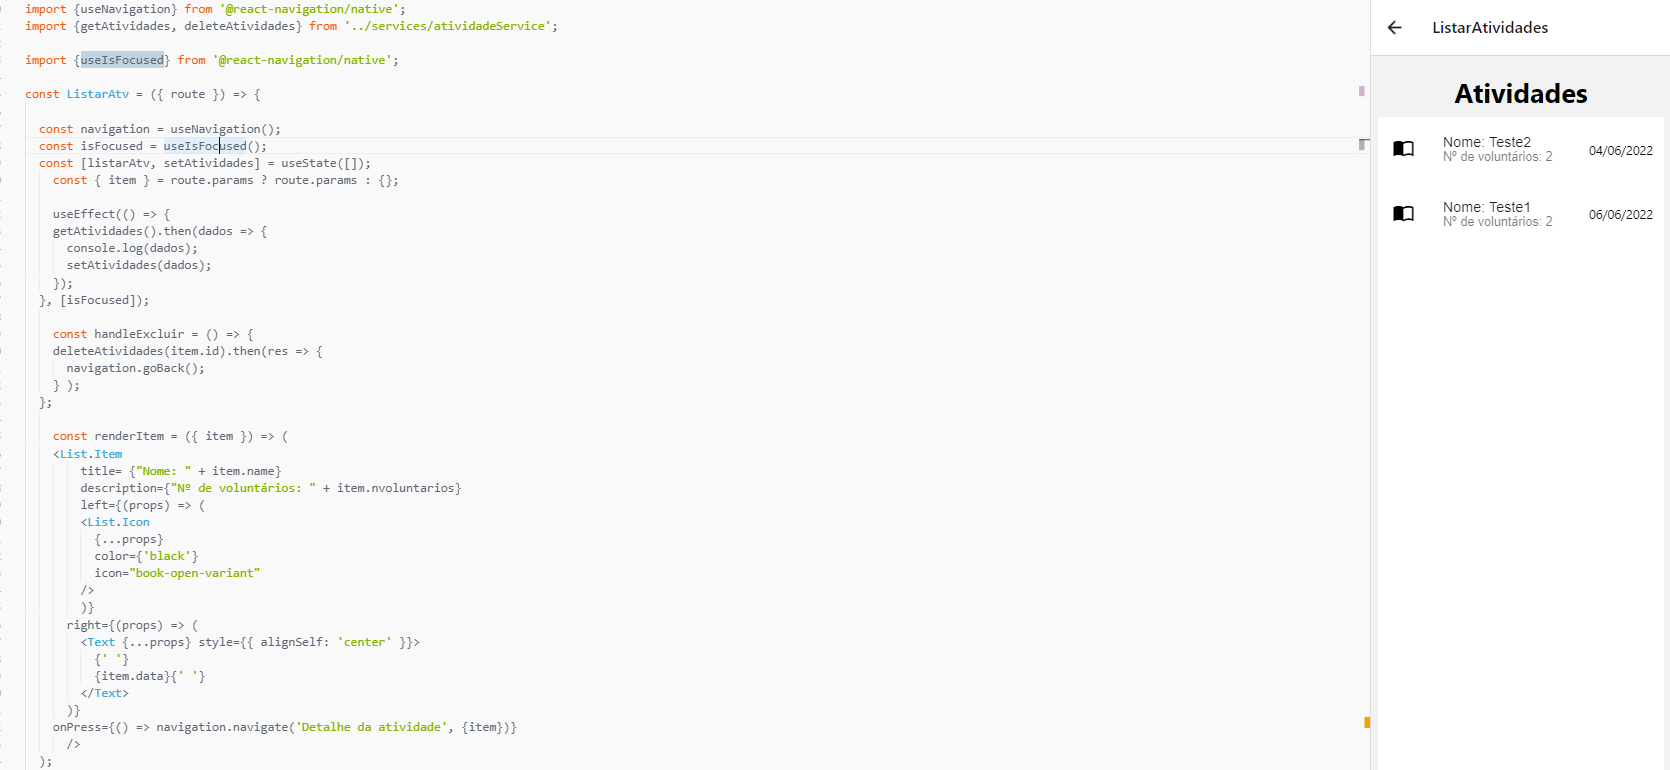 import {useNavigation} from '@react-navigation/native';
import {getAtividades, deleteAtividades} from '../services/atividadeService';
import {useIsFocused} from '@react-navigation/native';
const ListarAtv = ({ route }) => {
const navigation = useNavigation();
const isFocused = useIsFocused();
const [listarAtv, setAtividades] = useState([]);
const { item } = route.params ? route.params : {};
useEffect(() => {
getAtividades().then(dados => {
console.log(dados);
setAtividades(dados);
});
}, [isFocused]);
const handleExcluir = () => {
deleteAtividades(item.id).then(res => {
navigation.goBack();
} );
};
const renderItem = ({ item }) => (
<List.Item
title= {"Nome: " + item.name}
description={"Nº de voluntários: " + item.nvoluntarios}
left={(props) => (
<List.Icon
{...props}
color={'black'}
icon="book-open-variant"
/>
)}
right={(props) => (
<Text {...props} style={{ alignSelf: 'center' }}>
{' '}
{item.data}{' '}
</Text>
)}
onPress={() => navigation.navigate('Detalhe da atividade', {item})}
/>
);
ListarAtividades
Atividades
Nome: Teste2
Nº de voluntários: 2
04/06/2022
Nome: Teste1
Nº de voluntários: 2
06/06/2022